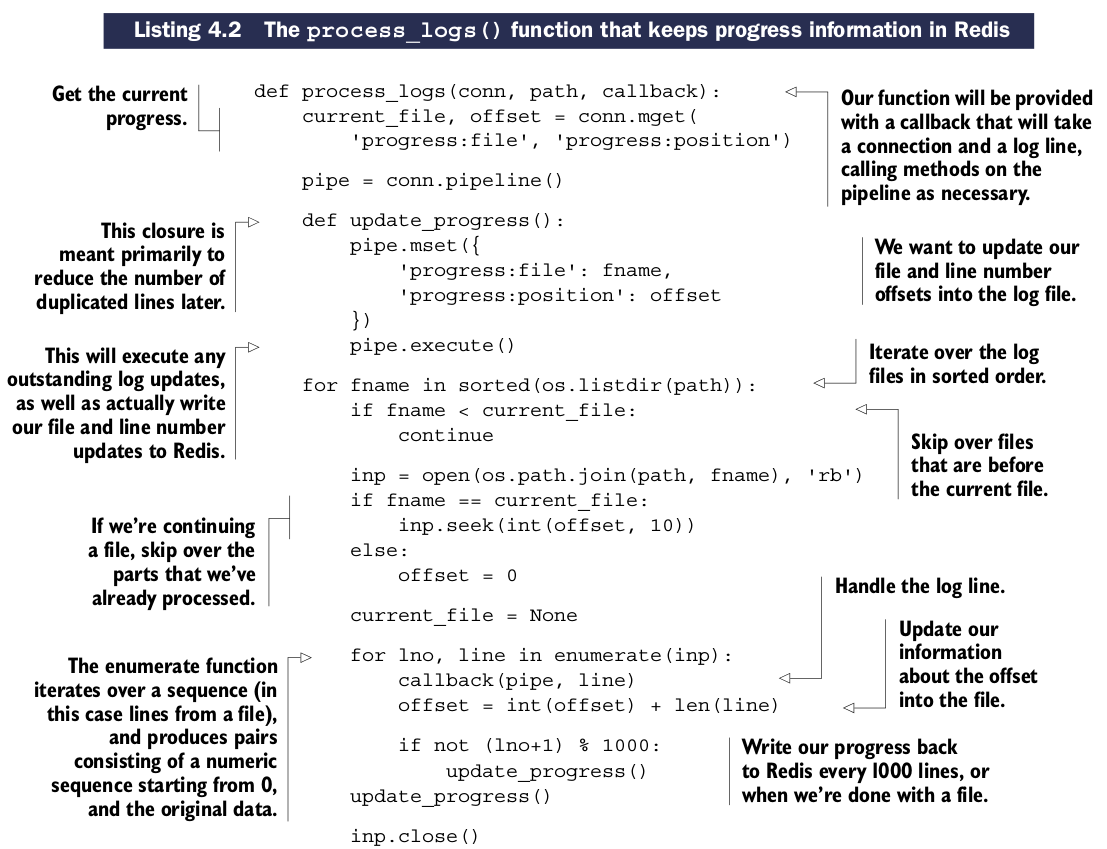 Listing 4.2 The process_logs() function that keeps progress information in Redis
Get the current
progress.
def process_logs(conn, path, callback):
    current_file, offset = conn.mget(
        'progress:file', 'progress:position')
Our function will be provided
with a callback that will take
a connection and a log line,
calling methods on the
pipeline as necessary.
    pipe = conn.pipeline()
This closure is
meant primarily to
reduce the number of
duplicated lines later.
    def update_progress():
        pipe.mset({
            'progress:file': fname,
            'progress:position': offset
        })
        pipe.execute()
We want to update our
file and line number
offsets into the log file.
This will execute any
outstanding log updates,
as well as actually write
our file and line number
updates to Redis.
Iterate over the log
files in sorted order.
    for fname in sorted(os.listdir(path)):
        if fname < current_file:
            continue
Skip over files
that are before
the current file.
        inp = open(os.path.join(path, fname), 'rb')
        if fname == current_file:
            inp.seek(int(offset, 10))
        else:
            offset = 0
If we're continuing
a file, skip over the
parts that we've
already processed.
        current_file = None
Handle the log line.
        for lno, line in enumerate(inp):
            callback(pipe, line)
            offset = int(offset) + len(line)
Update our
information
about the offset
into the file.
The enumerate function
iterates over a sequence (in
this case lines from a file),
and produces pairs
consisting of a numeric
sequence starting from 0,
and the original data.
            if not (lno+1) % 1000:
                update_progress()
        update_progress()
Write our progress back
to Redis every 1000 lines, or
when we're done with a file.
        inp.close()